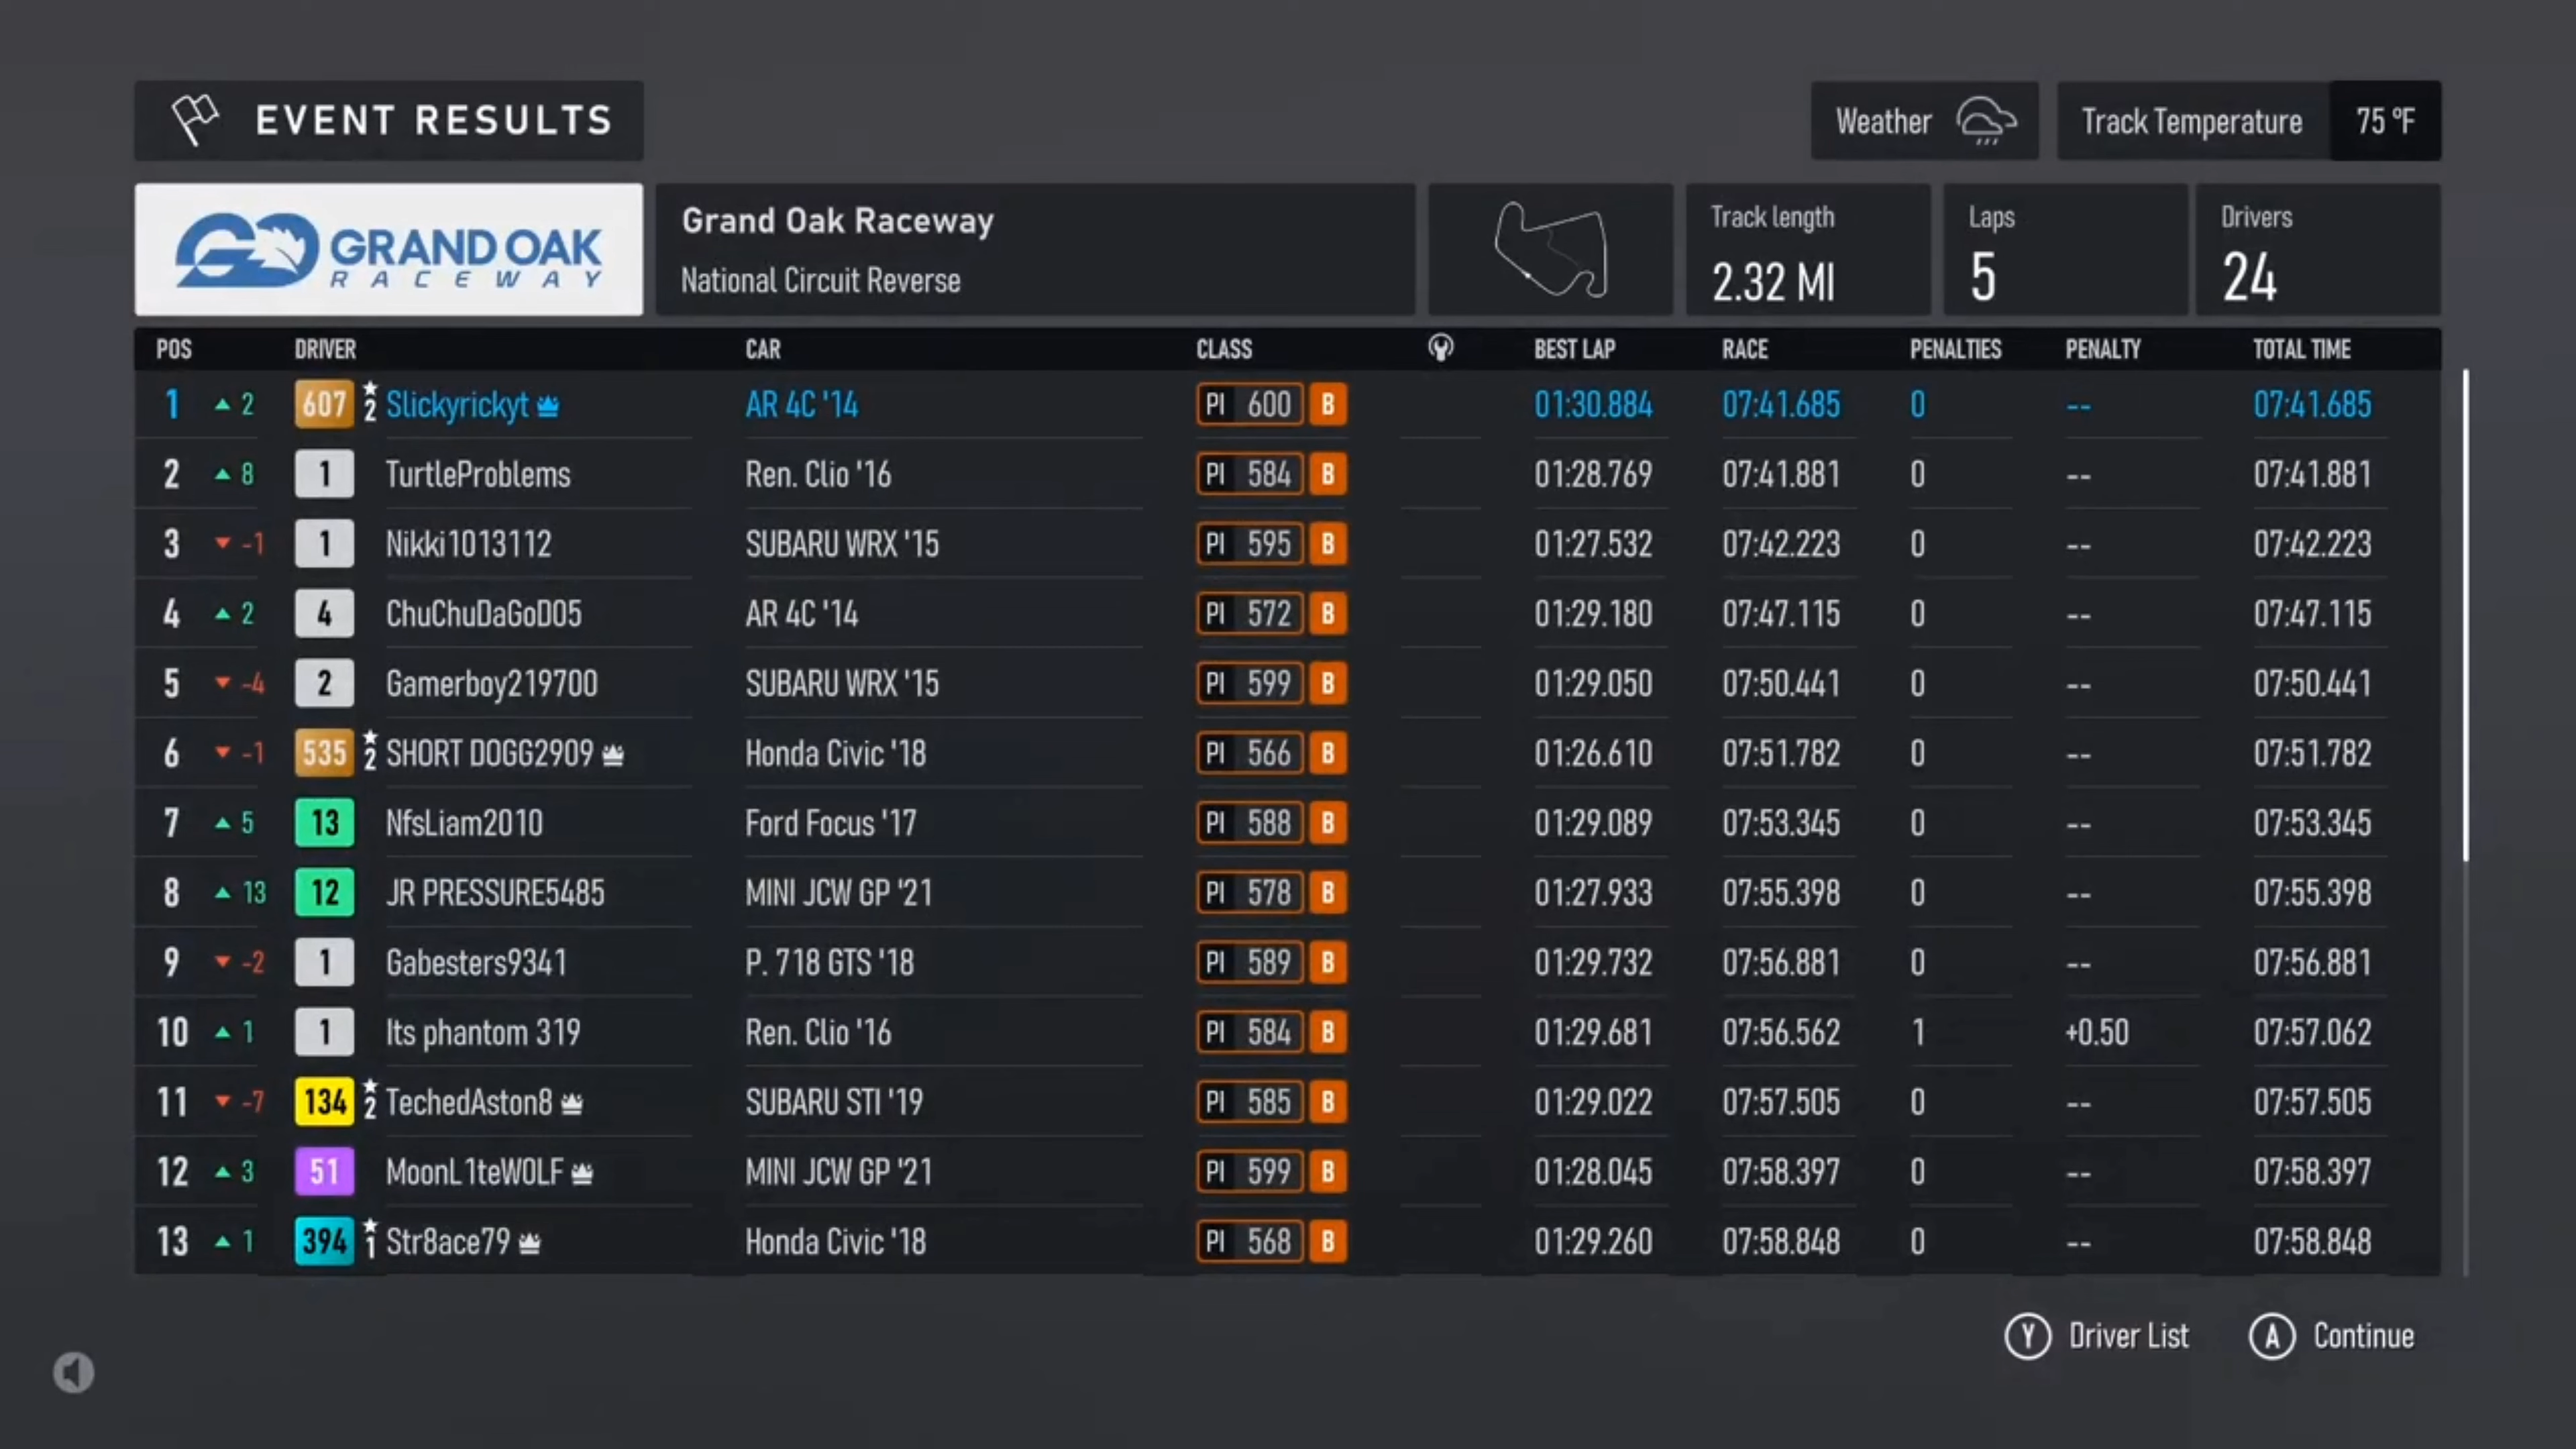 EVENT RESULTS
Weather
Track Temperature 75 °F
GRAND OAK
RACEWAY
Grand Oak Raceway
National Circuit Reverse
Track length
2.32 MI
Laps
5
Drivers
24
POS DRIVER CAR CLASS BEST LAP RACE PENALTIES PENALTY TOTAL TIME
1 2 607 2 Slickyrickyt AR 4C '14 PI 600 B 01:30.884 07:41.685 0 -- 07:41.685
2 8 1 TurtleProblems Ren. Clio '16 PI 584 B 01:28.769 07:41.881 0 -- 07:41.881
3 -1 1 Nikki1013112 SUBARU WRX '15 PI 595 B 01:27.532 07:42.223 0 -- 07:42.223
4 2 4 ChuChuDaGoD05 AR 4C '14 PI 572 B 01:29.180 07:47.115 0 -- 07:47.115
5 -4 2 Gamerboy219700 SUBARU WRX '15 PI 599 B 01:29.050 07:50.441 0 -- 07:50.441
6 -1 535 2 SHORT DOGG2909 Honda Civic '18 PI 566 B 01:26.610 07:51.782 0 -- 07:51.782
7 5 13 NfsLiam2010 Ford Focus '17 PI 588 B 01:29.089 07:53.345 0 -- 07:53.345
8 13 12 JR PRESSURE5485 MINI JCW GP '21 PI 578 B 01:27.933 07:55.398 0 -- 07:55.398
9 -2 1 Gabesters9341 P. 718 GTS '18 PI 589 B 01:29.732 07:56.881 0 -- 07:56.881
10 1 1 Its phantom 319 Ren. Clio '16 PI 584 B 01:29.681 07:56.562 1 +0.50 07:57.062
11 -7 134 2 TechedAston8 SUBARU STI '19 PI 585 B 01:29.022 07:57.505 0 -- 07:57.505
12 3 51 MoonL1teW0LF MINI JCW GP '21 PI 599 B 01:28.045 07:58.397 0 -- 07:58.397
13 1 394 1 Str8ace79 Honda Civic '18 PI 568 B 01:29.260 07:58.848 0 -- 07:58.848
Y Driver List A Continue